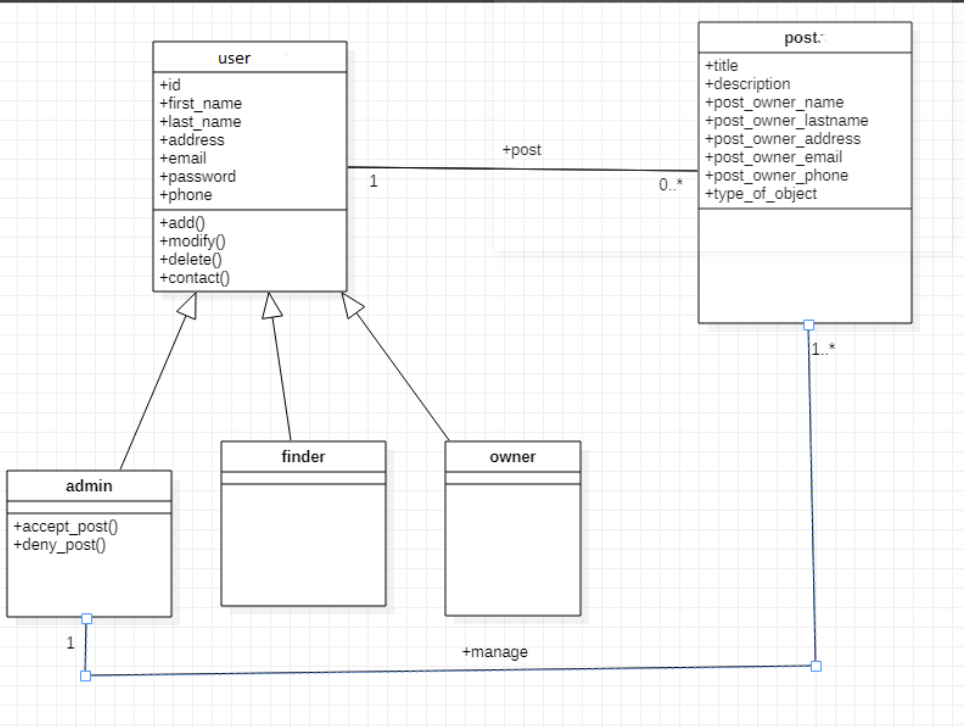 user
+id
+first_name
+last_name
+address
+email
+password
+phone
+add()
+modify()
+delete()
+contact()
+post
1
0..*
post.
+title
+description
+post_owner_name
+post_owner_lastname
+post_owner_address
+post_owner_email
+post_owner_phone
+type_of_object
1..*
admin
+accept_post()
+deny_post()
finder
owner
1
+manage